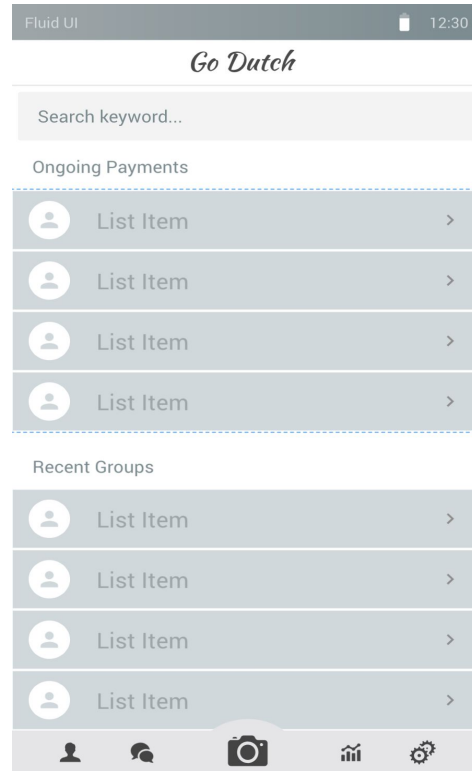 Fluid UI 12:30
Go Dutch
Search keyword...
Ongoing Payments
List Item
List Item
List Item
List Item
Recent Groups
List Item
List Item
List Item
List Item